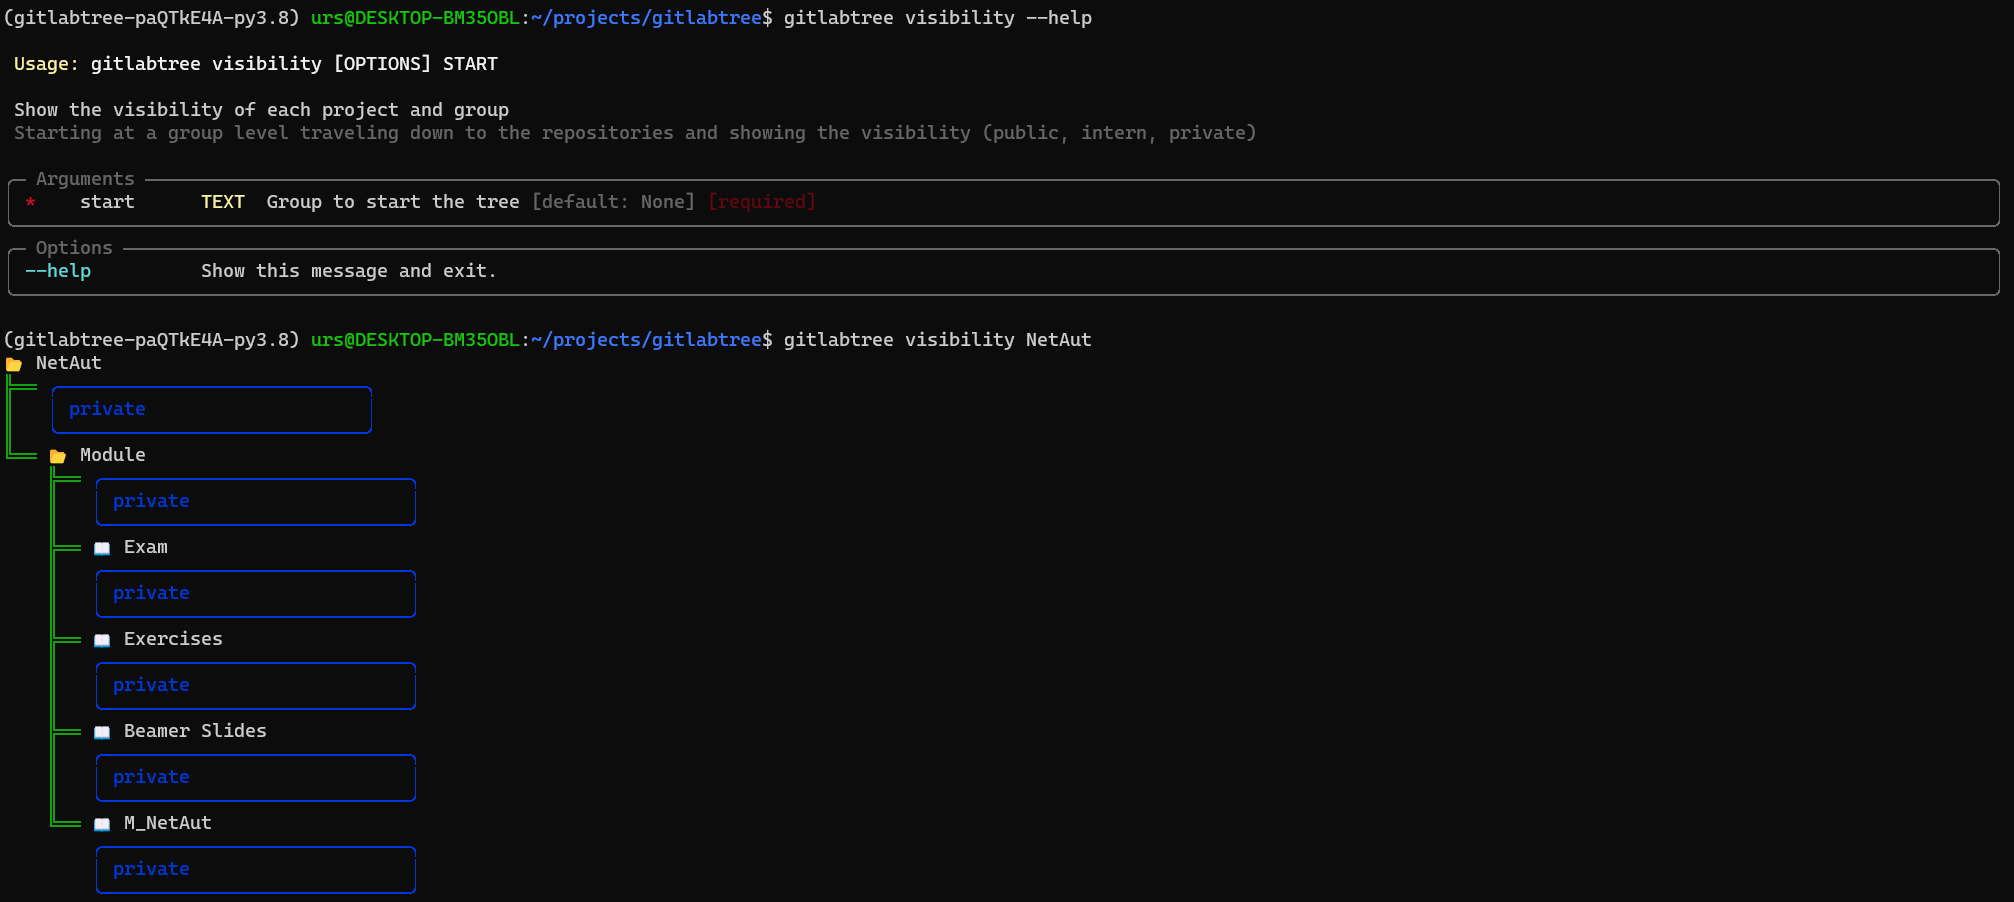 (gitlabtree-paQTkE4A-py3.8) urs@DESKTOP-BM35OBL:~/projects/gitlabtree$ gitlabtree visibility --help
Usage: gitlabtree visibility [OPTIONS] START
Show the visibility of each project and group
Starting at a group level traveling down to the repositories and showing the visibility (public, intern, private)
Arguments
* start TEXT Group to start the tree [default: None] [required]
Options
--help Show this message and exit.
(gitlabtree-paQTkE4A-py3.8) urs@DESKTOP-BM35OBL:~/projects/gitlabtree$ gitlabtree visibility NetAut
NetAut
private
Module
private
Exam
private
Exercises
private
Beamer Slides
private
M_NetAut
private